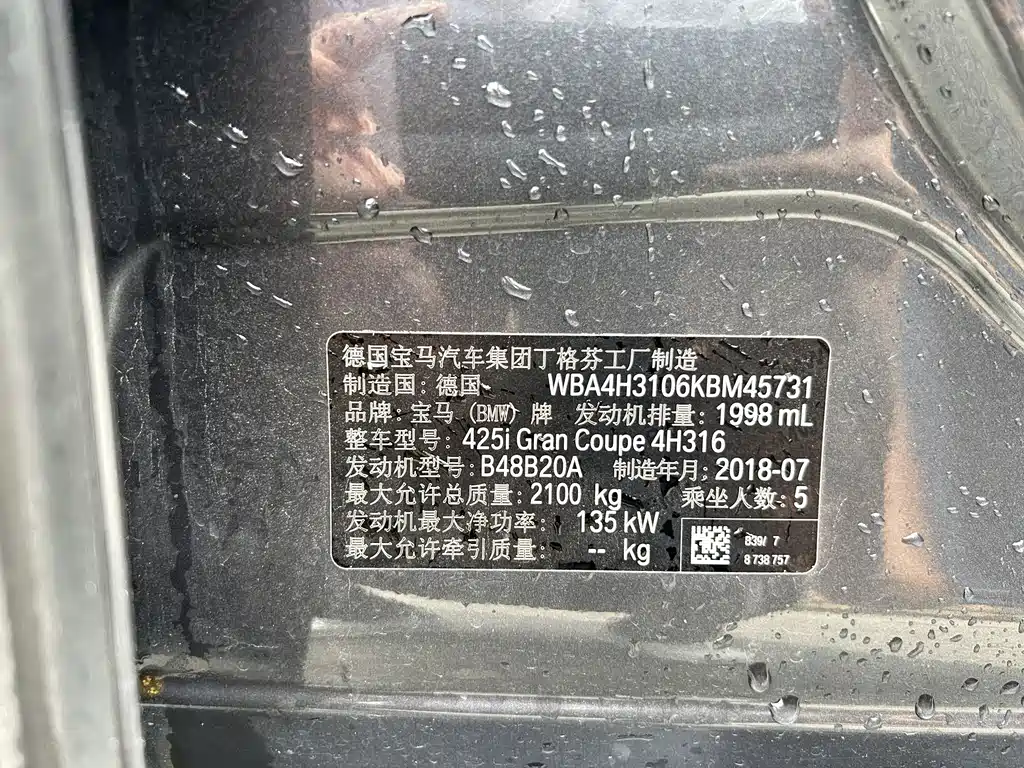 德国宝马汽车集团丁格芬工厂制造
制造国：德国 WBA4H3106KBM45731
品牌：宝马（BMW）牌 发动机排量：1998 mL
整车型号：425i Gran Coupe 4H316
发动机型号：B48B20A 制造年月：2018-07
最大允许总质量：2100 kg 乘坐人数：5
发动机最大净功率： 135 kW
最大允许牵引质量： -- kg
839/ 7
8 738 757